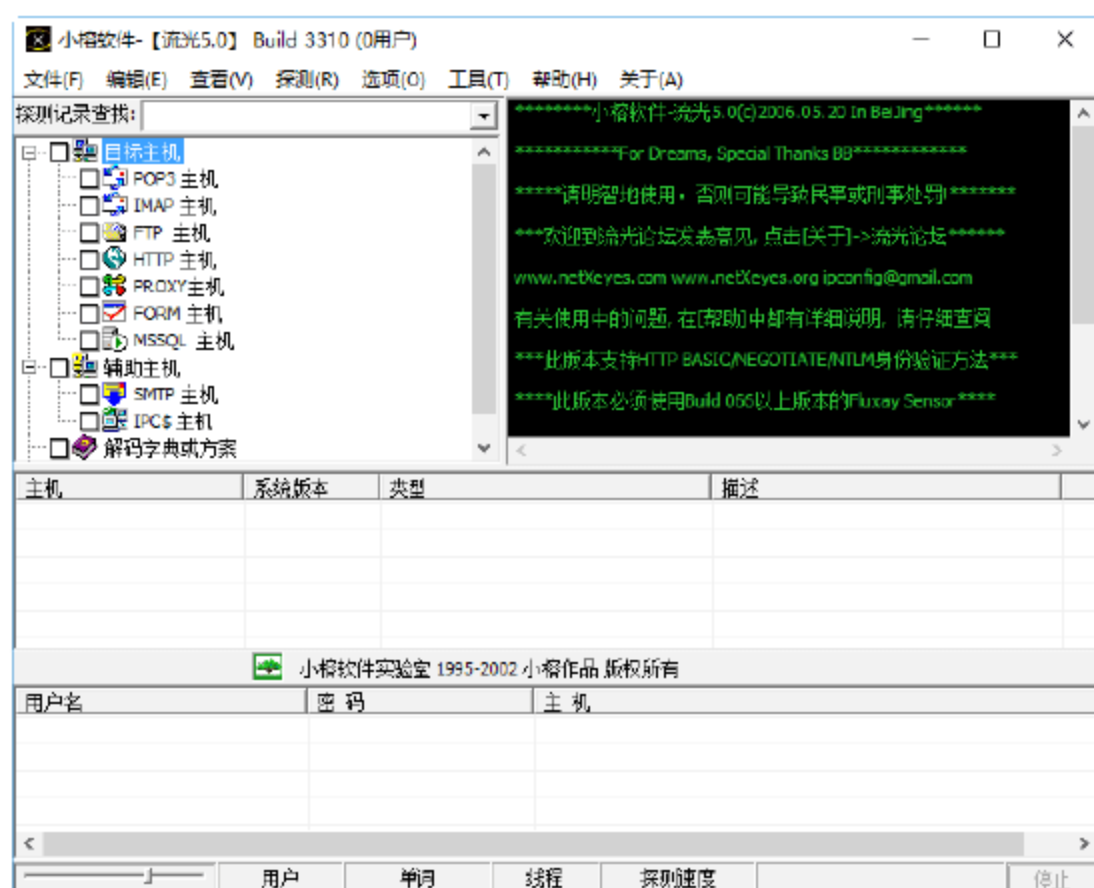 小榕软件-【流光5.0】 Build 3310 (0用户)
文件(F) 编辑(E) 查看(V) 探测(R) 选项(O) 工具(T) 帮助(H) 关于(A)
探测记录查找:
目标主机
POP3 主机
IMAP 主机
FTP 主机
HTTP 主机
PROXY主机
FORM 主机
MSSQL 主机
辅助主机
SMTP 主机
IPC$ 主机
解码字典或方案
*********小榕软件-流光5.0(c)2006.05.20 In BeiJing******
************For Dreams, Special Thanks BB*************
*****请明智地使用，否则可能导致民事或刑事处罚!*******
***欢迎到流光论坛发表高见, 点击[关于]->流光论坛******
www.netXeyes.com www.netXeyes.org ipconfig@gmail.com
有关使用中的问题, 在[帮助]中都有详细说明, 请仔细查阅
***此版本支持HTTP BASIC/NEGOTIATE/NTLM身份验证方法***
****此版本必须使用Build 066以上版本的Fluxay Sensor****
主机 系统版本 类型 描述
小榕软件实验室 1995-2002 小榕作品 版权所有
用户名 密 码 主 机
用户 单词 线程 探测速度 停止